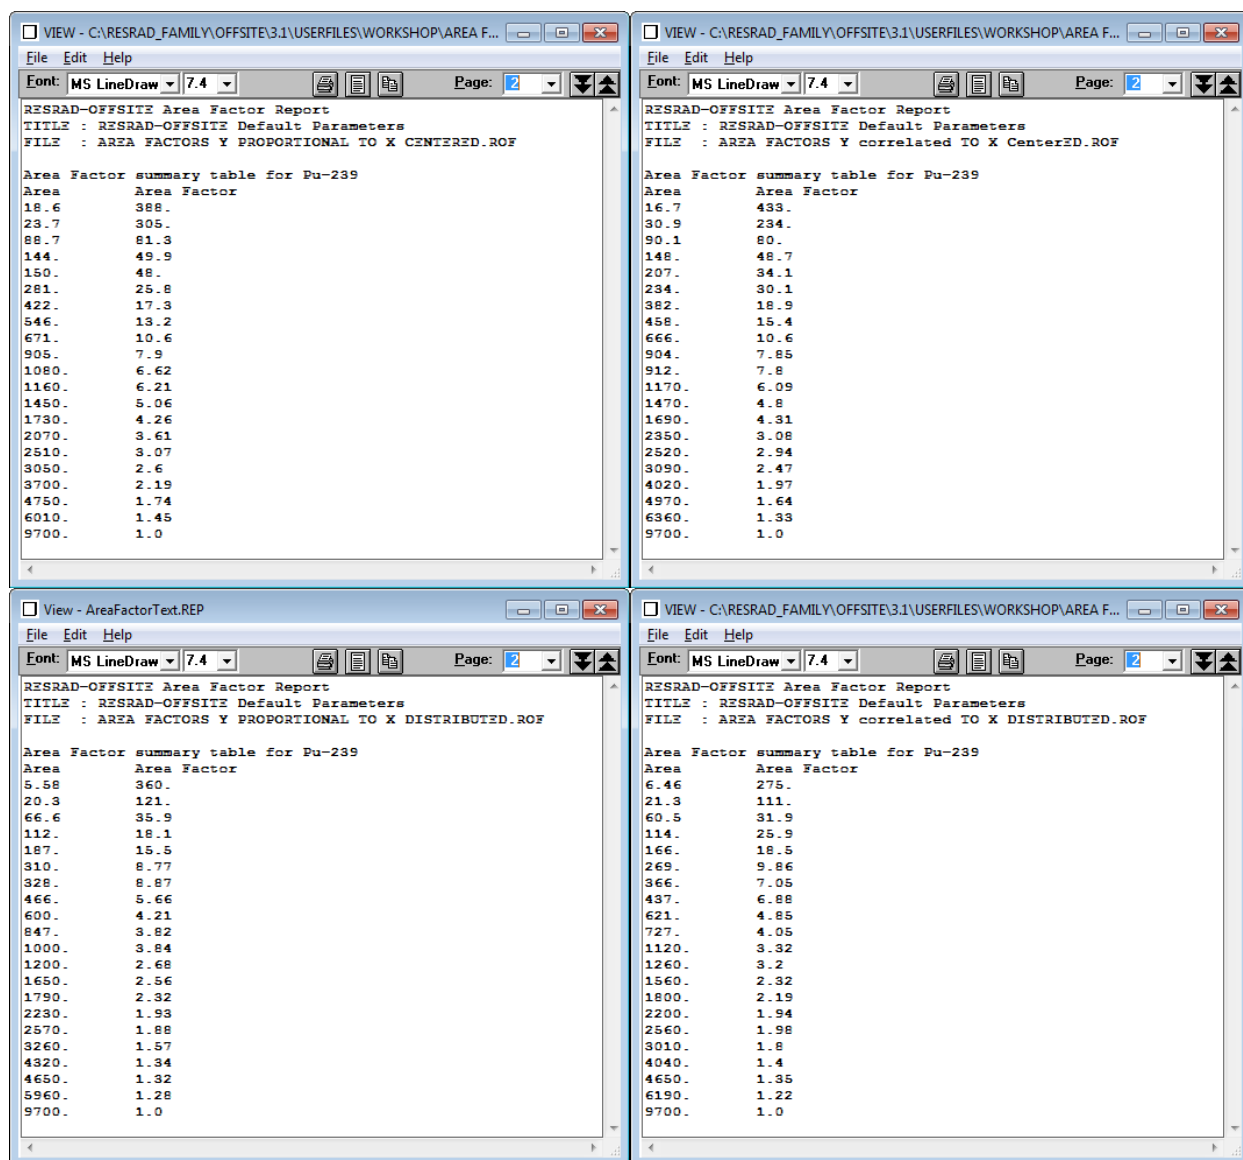 VIEW - C:\RESRAD_FAMILY\OFFSITE\3.1\USERFILES\WORKSHOP\AREA F...
File Edit Help
Font: MS LineDraw 7.4 Page: 2
RESRAD-OFFSITE Area Factor Report
TITLE : RESRAD-OFFSITE Default Parameters
FILE : AREA FACTORS Y PROPORTIONAL TO X CENTERED.ROF
Area Factor summary table for Pu-239
Area Area Factor
18.6 388.
23.7 305.
88.7 81.3
144. 49.9
150. 48.
281. 25.8
422. 17.3
546. 13.2
671. 10.6
905. 7.9
1080. 6.62
1160. 6.21
1450. 5.06
1730. 4.26
2070. 3.61
2510. 3.07
3050. 2.6
3700. 2.19
4750. 1.74
6010. 1.45
9700. 1.0
VIEW - C:\RESRAD_FAMILY\OFFSITE\3.1\USERFILES\WORKSHOP\AREA F...
File Edit Help
Font: MS LineDraw 7.4 Page: 2
RESRAD-OFFSITE Area Factor Report
TITLE : RESRAD-OFFSITE Default Parameters
FILE : AREA FACTORS Y correlated TO X CenterED.ROF
Area Factor summary table for Pu-239
Area Area Factor
16.7 433.
30.9 234.
90.1 80.
148. 48.7
207. 34.1
234. 30.1
382. 18.9
458. 15.4
666. 10.6
904. 7.85
912. 7.8
1170. 6.09
1470. 4.8
1690. 4.31
2350. 3.08
2520. 2.94
3090. 2.47
4020. 1.97
4970. 1.64
6360. 1.33
9700. 1.0
View - AreaFactorText.REP
File Edit Help
Font: MS LineDraw 7.4 Page: 2
RESRAD-OFFSITE Area Factor Report
TITLE : RESRAD-OFFSITE Default Parameters
FILE : AREA FACTORS Y PROPORTIONAL TO X DISTRIBUTED.ROF
Area Factor summary table for Pu-239
Area Area Factor
5.58 360.
20.3 121.
66.6 35.9
112. 18.1
187. 15.5
310. 8.77
328. 8.87
466. 5.66
600. 4.21
847. 3.82
1000. 3.84
1200. 2.68
1650. 2.56
1790. 2.32
2230. 1.93
2570. 1.88
3260. 1.57
4320. 1.34
4650. 1.32
5960. 1.28
9700. 1.0
VIEW - C:\RESRAD_FAMILY\OFFSITE\3.1\USERFILES\WORKSHOP\AREA F...
File Edit Help
Font: MS LineDraw 7.4 Page: 2
RESRAD-OFFSITE Area Factor Report
TITLE : RESRAD-OFFSITE Default Parameters
FILE : AREA FACTORS Y correlated TO X DISTRIBUTED.ROF
Area Factor summary table for Pu-239
Area Area Factor
6.46 275.
21.3 111.
60.5 31.9
114. 25.9
166. 18.5
269. 9.86
366. 7.05
437. 6.88
621. 4.85
727. 4.05
1120. 3.32
1260. 3.2
1560. 2.32
1800. 2.19
2200. 1.94
2560. 1.98
3010. 1.8
4040. 1.4
4650. 1.35
6190. 1.22
9700. 1.0